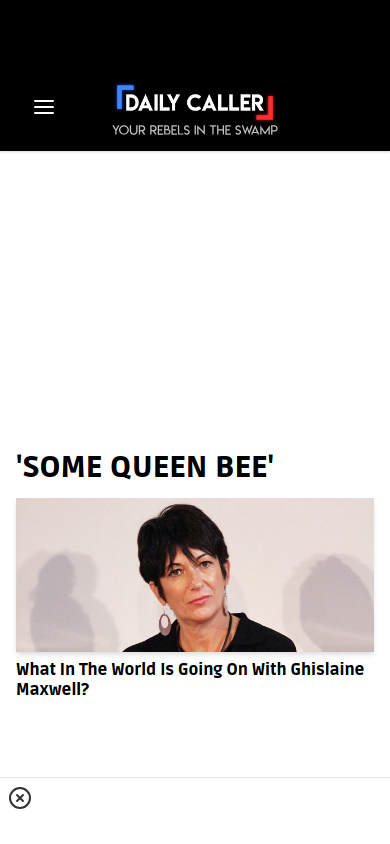 DAILY CALLER
YOUR REBELS IN THE SWAMP
'SOME QUEEN BEE'
What In The World Is Going On With Ghislaine
Maxwell?